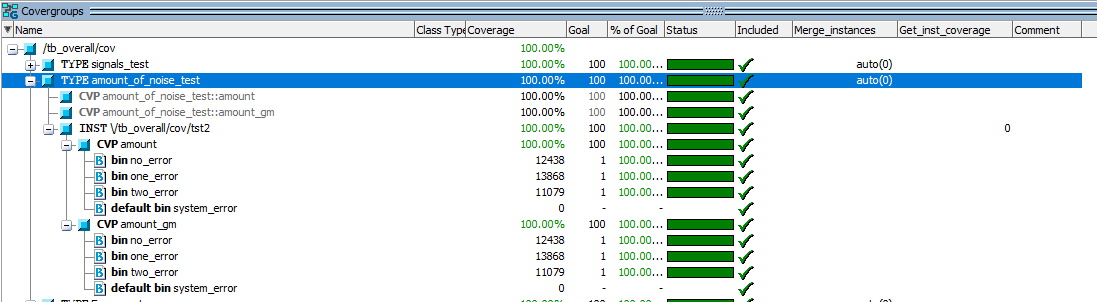 Covergroups
Name Class Type Coverage Goal % of Goal Status Included Merge_instances Get_inst_coverage Comment
/tb_overall/cov 100.00%
TYPE signals_test 100.00% 100 100.00... auto(0)
TYPE amount_of_noise_test 100.00% 100 100.00... auto(0)
CVP amount_of_noise_test::amount 100.00% 100 100.00...
CVP amount_of_noise_test::amount_gm 100.00% 100 100.00...
INST \/tb_overall/cov/tst2 100.00% 100 100.00... 0
CVP amount 100.00% 100 100.00...
B bin no_error 12438 1 100.00...
B bin one_error 13868 1 100.00...
B bin two_error 11079 1 100.00...
B default bin system_error 0 - -
CVP amount_gm 100.00% 100 100.00...
B bin no_error 12438 1 100.00...
B bin one_error 13868 1 100.00...
B bin two_error 11079 1 100.00...
B default bin system_error 0 - -